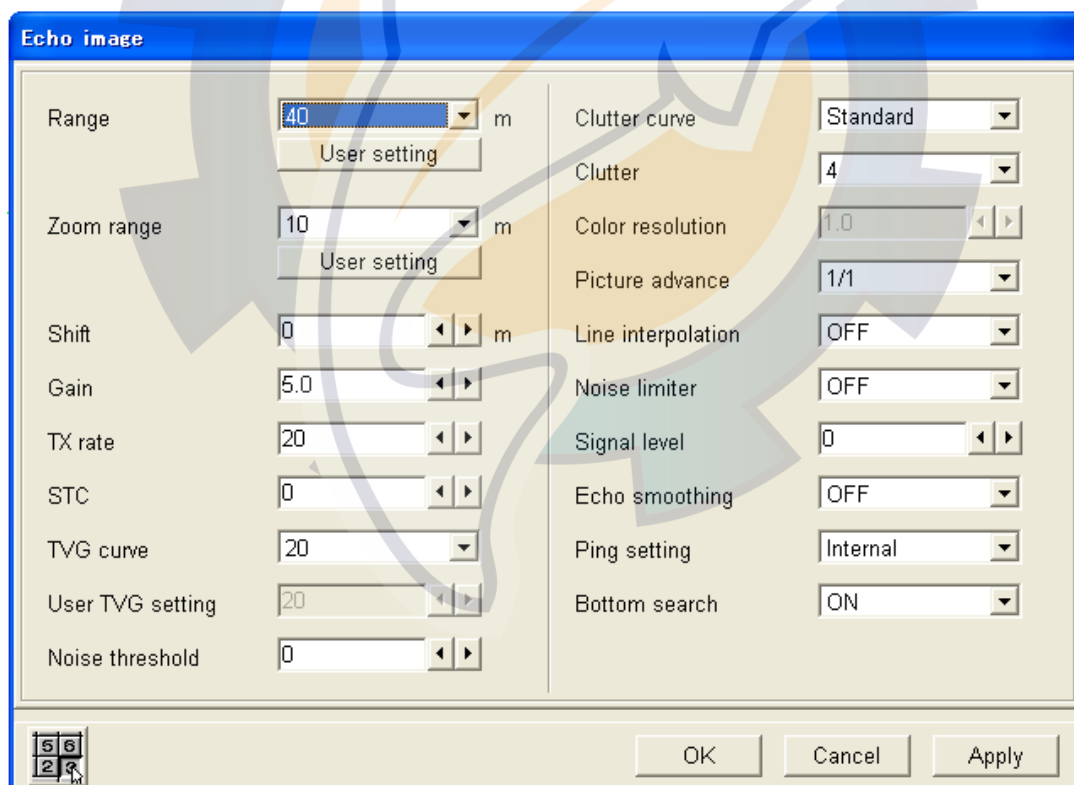 Echo image
Range 40 m
User setting
Zoom range 10 m
User setting
Shift 0 m
Gain 5.0
TX rate 20
STC 0
TVG curve 20
User TVG setting 20
Noise threshold 0
Clutter curve Standard
Clutter 4
Color resolution 1.0
Picture advance 1/1
Line interpolation OFF
Noise limiter OFF
Signal level 0
Echo smoothing OFF
Ping setting Internal
Bottom search ON
5 6
2 3
OK Cancel Apply